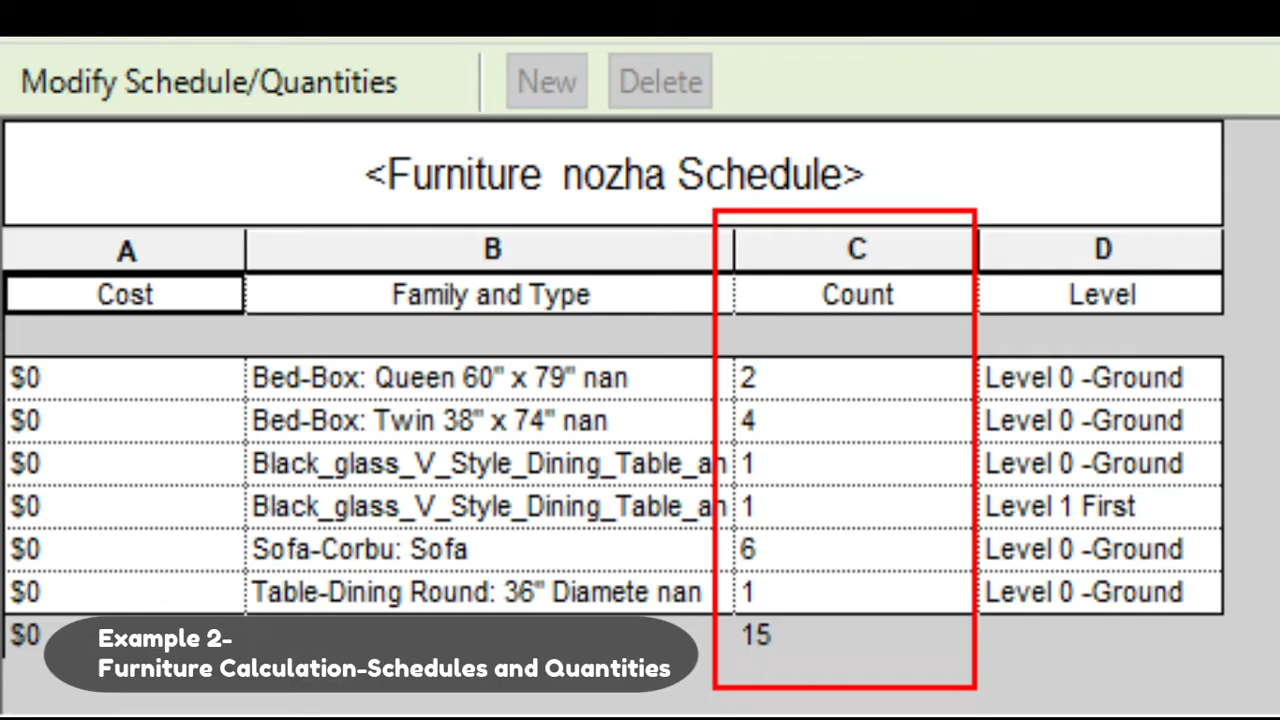 Modify Schedule/Quantities New Delete
<Furniture nozha Schedule>
A B C D
Cost Family and Type Count Level
$0 Bed-Box: Queen 60" x 79" nan 2 Level 0 -Ground
$0 Bed-Box: Twin 38" x 74" nan 4 Level 0 -Ground
$0 Black_glass_V_Style_Dining_Table_an 1 Level 0 -Ground
$0 Black_glass_V_Style_Dining_Table_an 1 Level 1 First
$0 Sofa-Corbu: Sofa 6 Level 0 -Ground
$0 Table-Dining Round: 36" Diamete nan 1 Level 0 -Ground
$0 15
Example 2-
Furniture Calculation-Schedules and Quantities